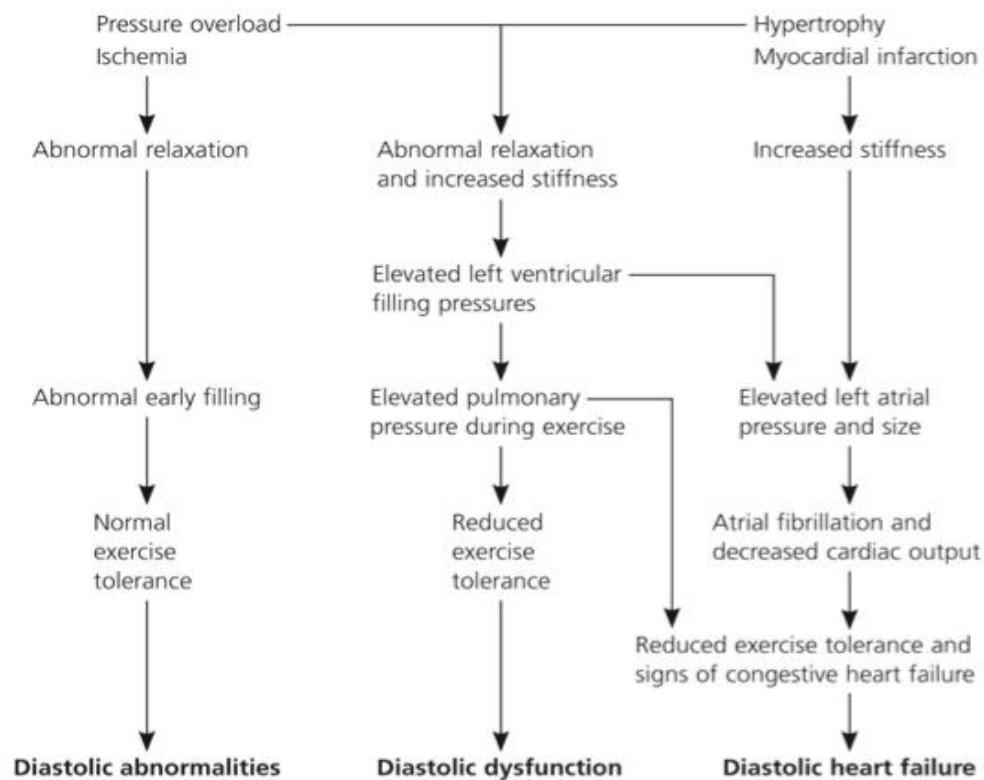 Pressure overload
Ischemia
Hypertrophy
Myocardial infarction
Abnormal relaxation
Abnormal relaxation
and increased stiffness
Increased stiffness
Elevated left ventricular
filling pressures
Abnormal early filling
Elevated pulmonary
pressure during exercise
Elevated left atrial
pressure and size
Normal
exercise
tolerance
Reduced
exercise
tolerance
Atrial fibrillation and
decreased cardiac output
Reduced exercise tolerance and
signs of congestive heart failure
Diastolic abnormalities
Diastolic dysfunction
Diastolic heart failure